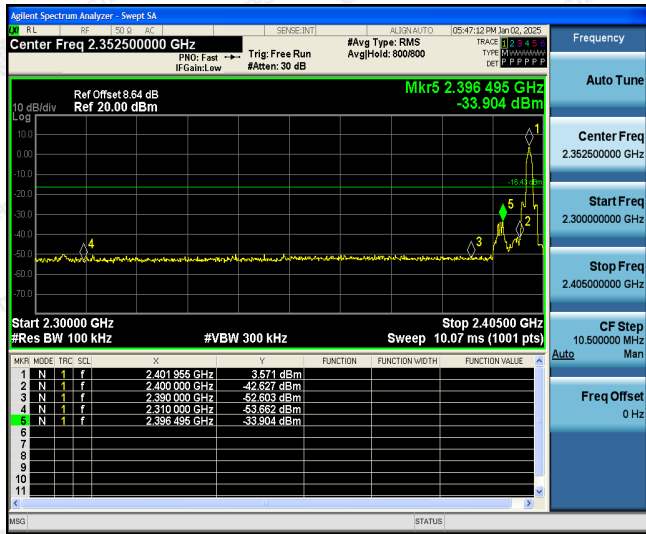 Agilent Spectrum Analyzer - Swept SA
RL RF 50 Ω AC SENSE:INT ALIGN AUTO 05:47:12 PM Jan 02, 2025
Center Freq 2.352500000 GHz
PNO: Fast
IFGain:Low
Trig: Free Run
#Atten: 30 dB
#Avg Type: RMS
Avg|Hold: 800/800
TRACE 1 2 3 4 5 6
TYPE M
DET P P P P P P
Frequency
Auto Tune
Center Freq
2.352500000 GHz
Start Freq
2.300000000 GHz
Stop Freq
2.405000000 GHz
CF Step
10.500000 MHz
Auto Man
Freq Offset
0 Hz
Mkr5 2.396 495 GHz
-33.904 dBm
Ref Offset 8.64 dB
10 dB/div Ref 20.00 dBm
Log
10.0
0.00
-10.0
-20.0
-30.0
-40.0
-50.0
-60.0
-70.0
1
-16.43 dBm
5
2
3
4
Start 2.30000 GHz Stop 2.40500 GHz
#Res BW 100 kHz #VBW 300 kHz Sweep 10.07 ms (1001 pts)
MKR MODE TRC SCL X Y FUNCTION FUNCTION WIDTH FUNCTION VALUE
1 N 1 f 2.401 955 GHz 3.571 dBm
2 N 1 f 2.400 000 GHz -42.627 dBm
3 N 1 f 2.390 000 GHz -52.603 dBm
4 N 1 f 2.310 000 GHz -53.662 dBm
5 N 1 f 2.396 495 GHz -33.904 dBm
6
7
8
9
10
11
MSG STATUS